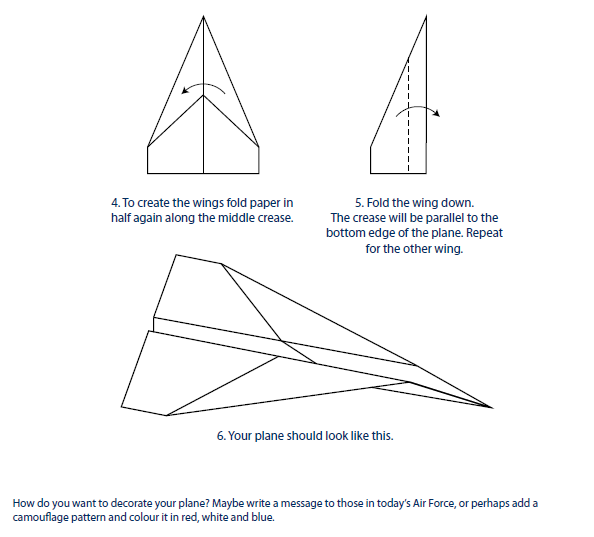 4. To create the wings fold paper in
half again along the middle crease.
5. Fold the wing down.
The crease will be parallel to the
bottom edge of the plane. Repeat
for the other wing.
6. Your plane should look like this.
How do you want to decorate your plane? Maybe write a message to those in today's Air Force, or perhaps add a
camouflage pattern and colour it in red, white and blue.